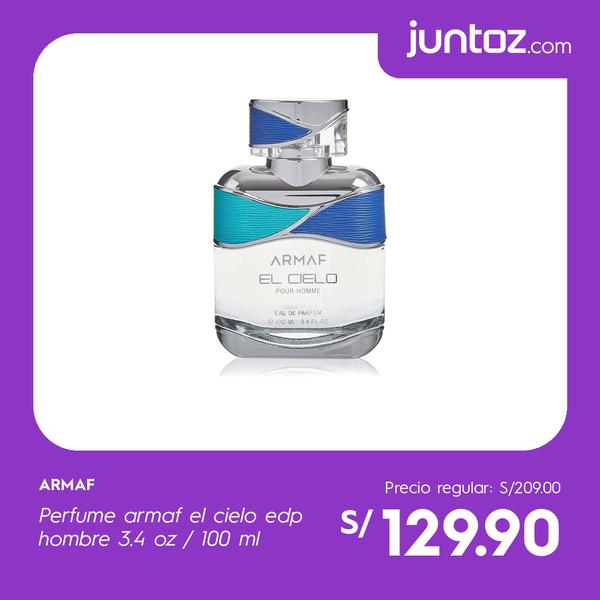 juntoz.com
ARMAF
EL CIELO
POUR HOMME
EAU DE PARFUM
℮100 ML 3.4 FL.OZ
ARMAF
Perfume armaf el cielo edp
hombre 3.4 oz / 100 ml
Precio regular: S/209.00
S/129.90